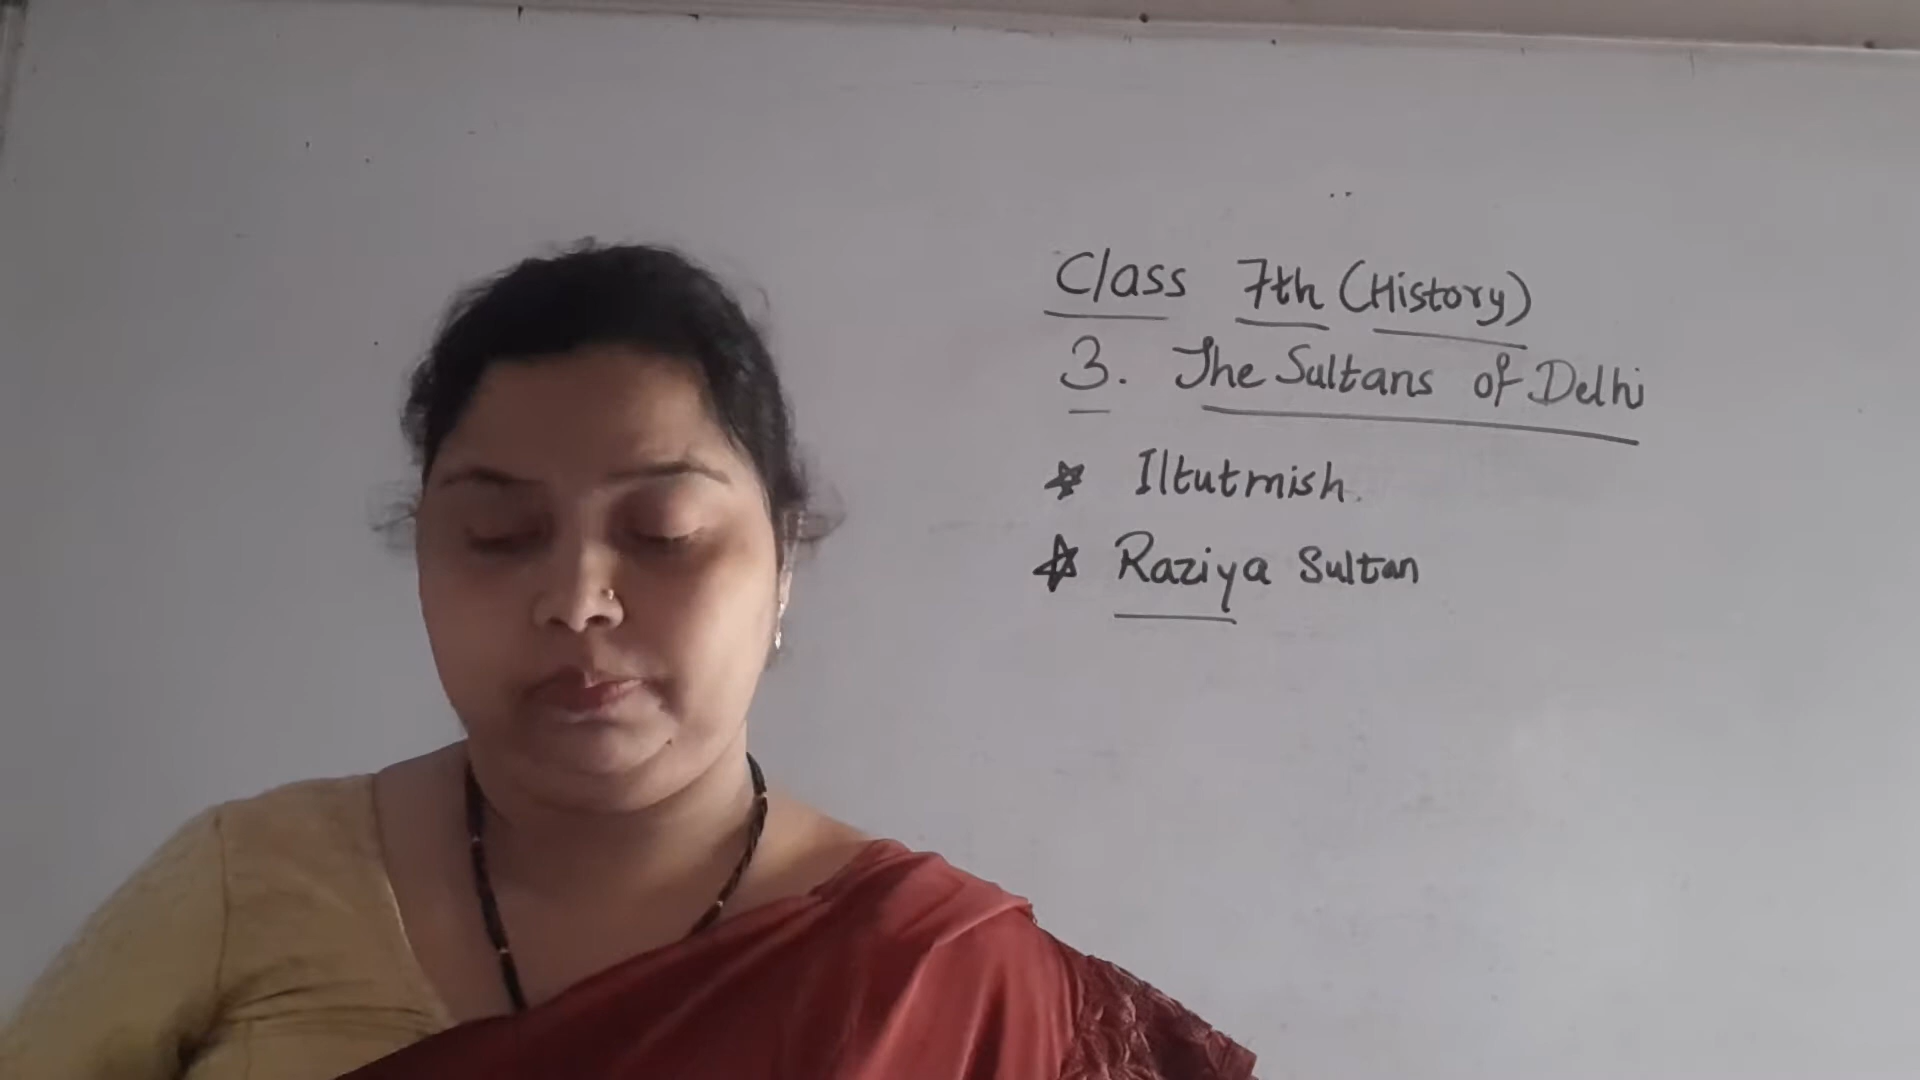 Class 7th (History)
3. The Sultans of Delhi
☆ Iltutmish.
☆ Raziya Sultan